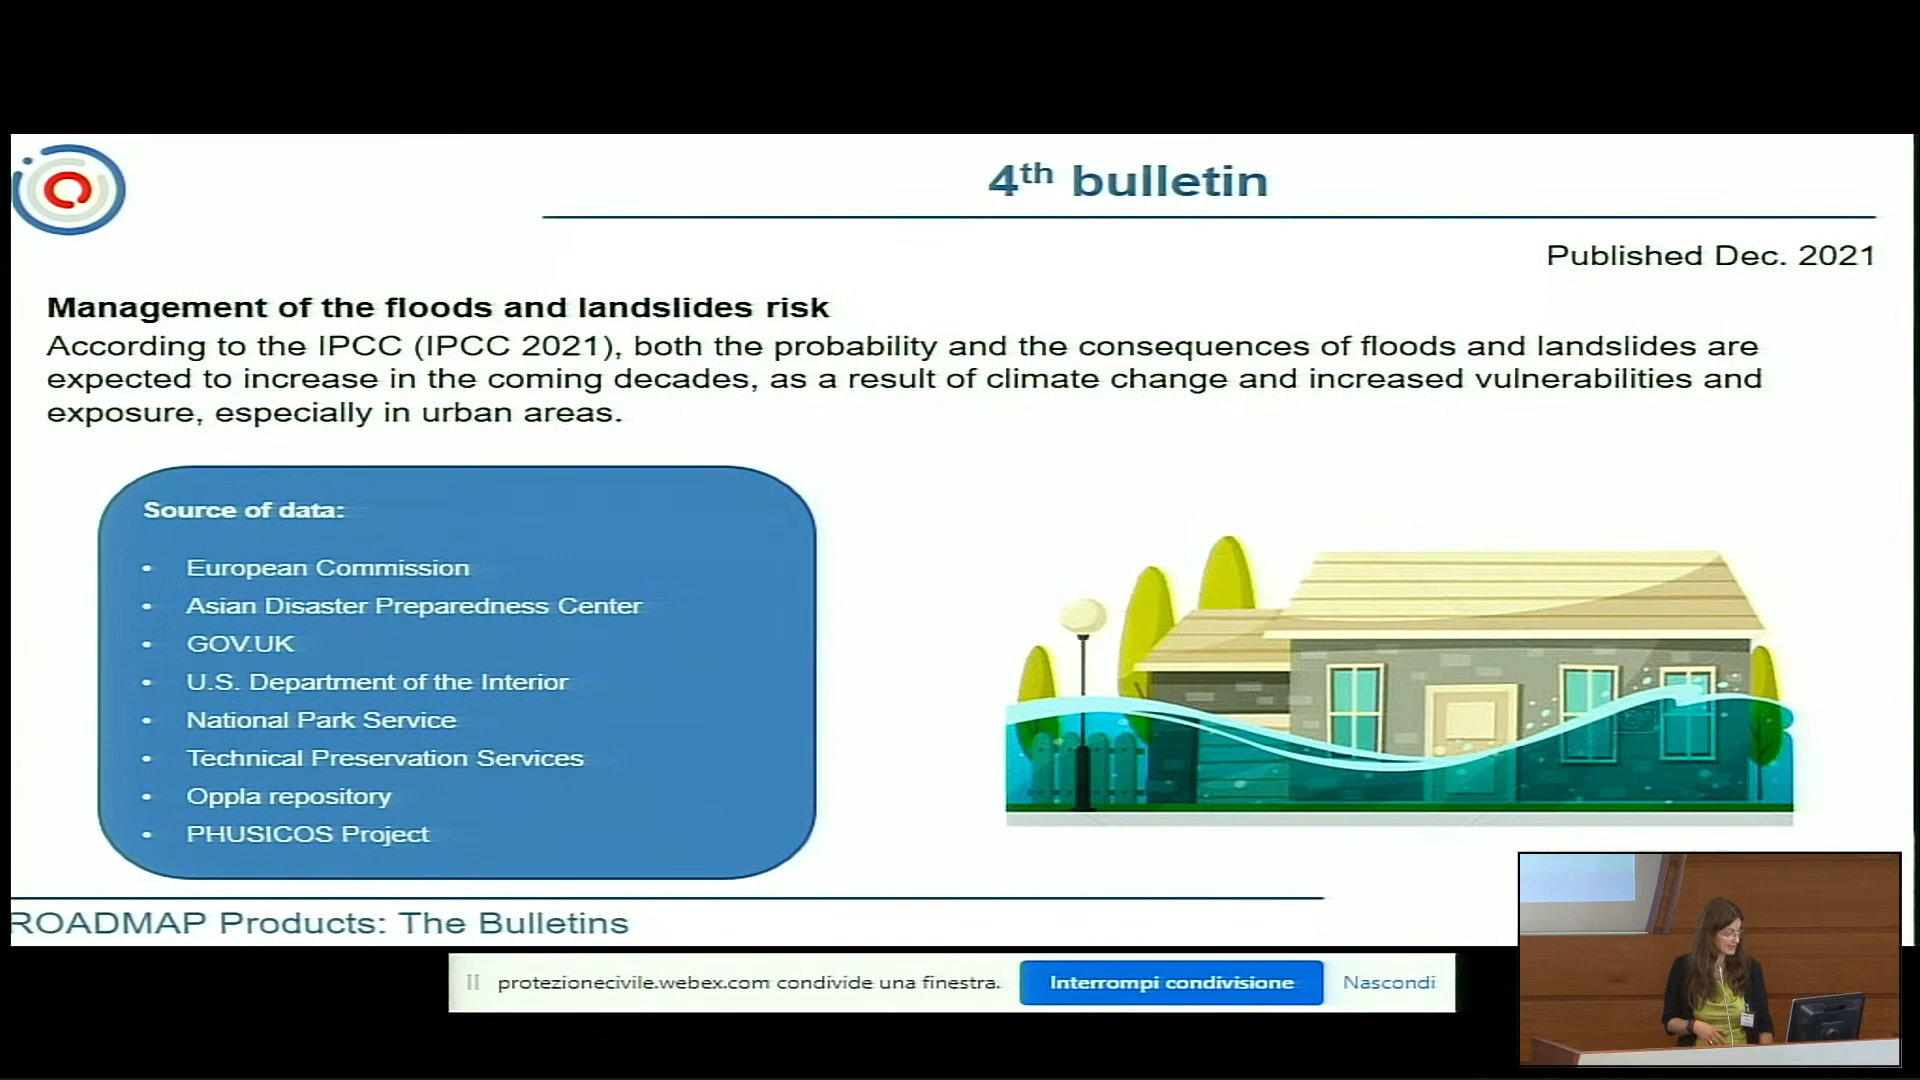 4th bulletin
Published Dec. 2021
Management of the floods and landslides risk
According to the IPCC (IPCC 2021), both the probability and the consequences of floods and landslides are
expected to increase in the coming decades, as a result of climate change and increased vulnerabilities and
exposure, especially in urban areas.
Source of data:
• European Commission
• Asian Disaster Preparedness Center
• GOV.UK
• U.S. Department of the Interior
• National Park Service
• Technical Preservation Services
• Oppla repository
• PHUSICOS Project
ROADMAP Products: The Bulletins
protezionecivile.webex.com condivide una finestra.
Interrompi condivisione
Nascondi